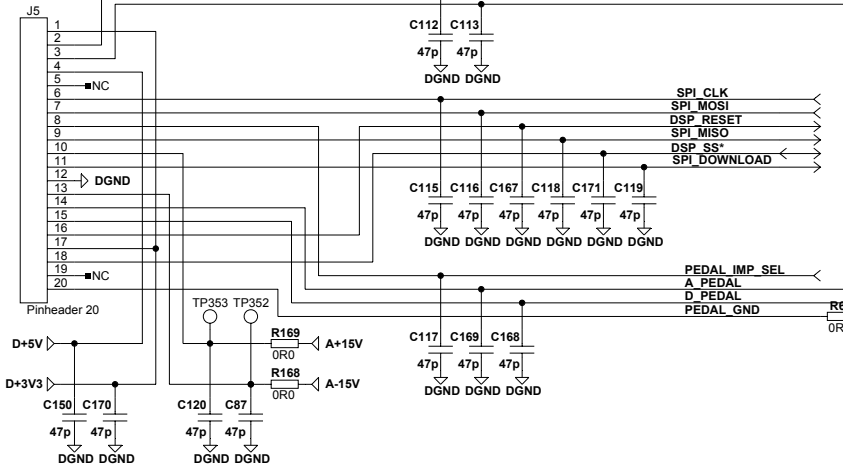 J5
1
2
3
4
5
6
7
8
9
10
11
12
13
14
15
16
17
18
19
20
NC
DGND
NC
Pinheader 20
C112 C113
47p 47p
DGND DGND
SPI_CLK
SPI_MOSI
DSP_RESET
SPI_MISO
DSP_SS*
SPI_DOWNLOAD
C115 C116 C167 C118 C171 C119
47p 47p 47p 47p 47p 47p
DGND DGND DGND DGND DGND DGND
PEDAL_IMP_SEL
A_PEDAL
D_PEDAL
PEDAL_GND
C117 C169 C168
47p 47p 47p
DGND DGND DGND
TP353 TP352
R169
0R0
A+15V
R168
0R0
A-15V
D+5V
D+3V3
C150 C170 C120 C87
47p 47p 47p 47p
DGND DGND DGND DGND